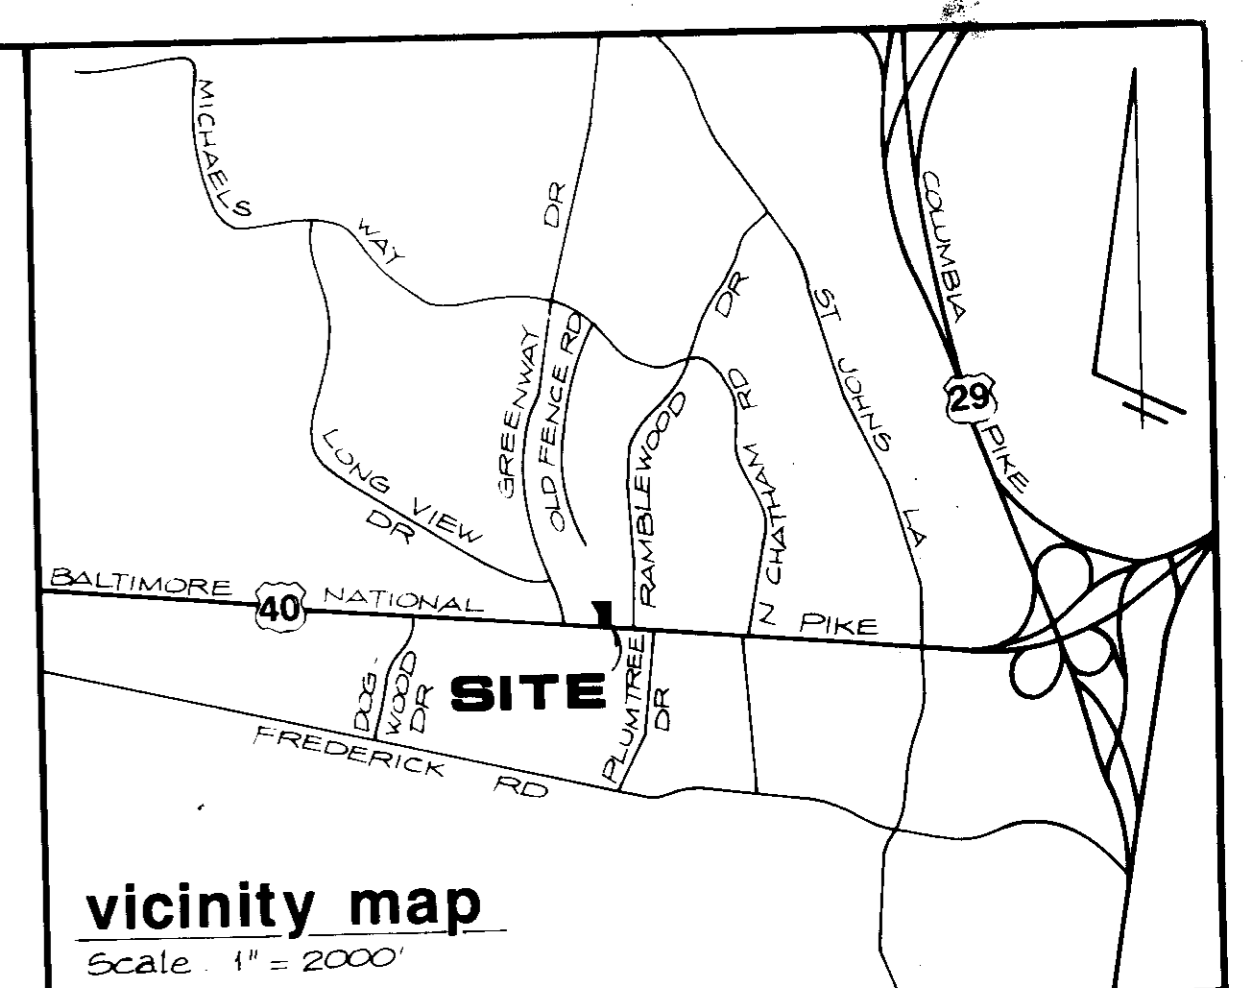 MICHAELS
WAY
DR
COLUMBIA
DR
ST JOHNS LA
GREENWAY
OLD FENCE RD
29
PIKE
RAMBLEWOOD
N CHATHAM RD
LONG VIEW
DR
BALTIMORE
40
NATIONAL
PIKE
DOG-
WOOD
DR
SITE
PLUMTREE
DR
FREDERICK RD
vicinity map
Scale. 1" = 2000'